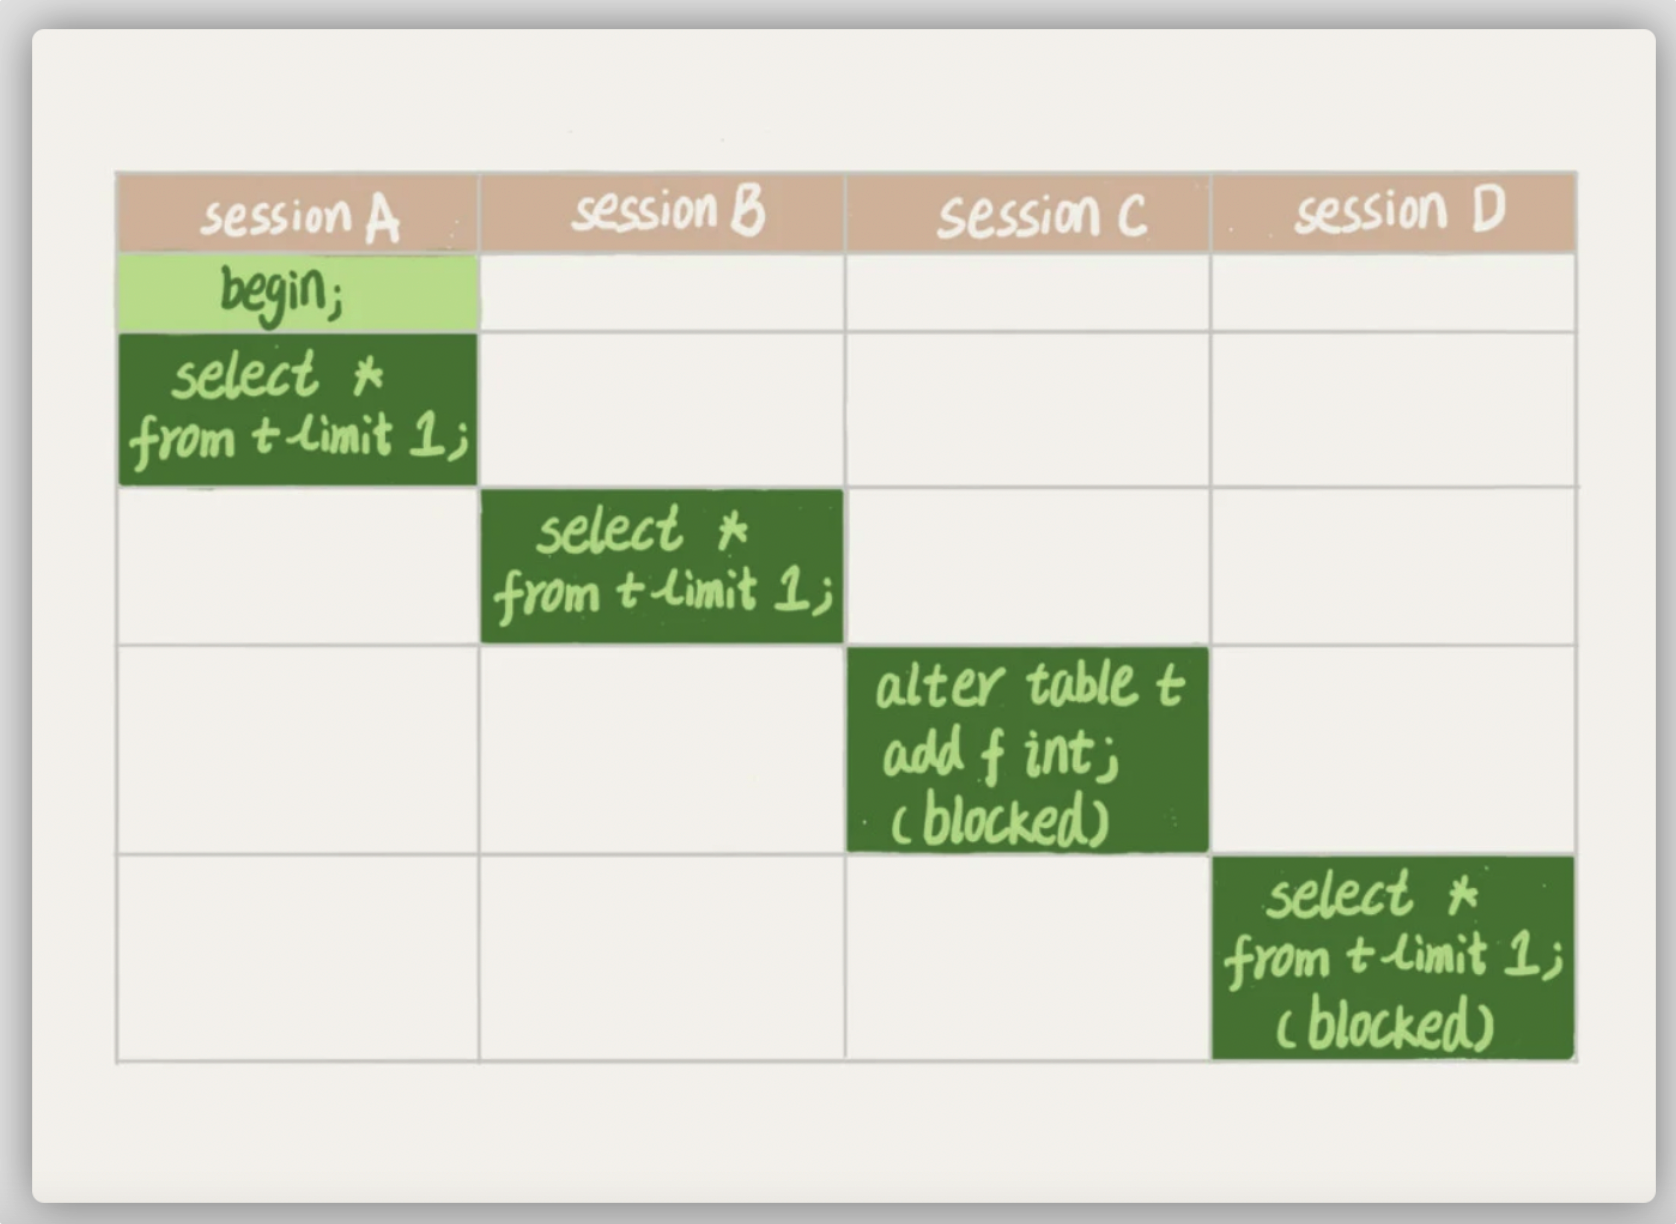 session A
session B
session C
session D
begin;
select *
from t limit 1;
select *
from t limit 1;
alter table t
add f int;
(blocked)
select *
from t limit 1;
(blocked)